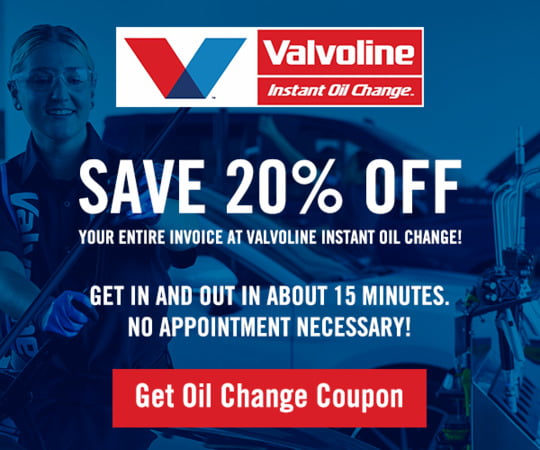 Valvoline
Instant Oil Change.
SAVE 20% OFF
YOUR ENTIRE INVOICE AT VALVOLINE INSTANT OIL CHANGE!
GET IN AND OUT IN ABOUT 15 MINUTES.
NO APPOINTMENT NECESSARY!
Get Oil Change Coupon